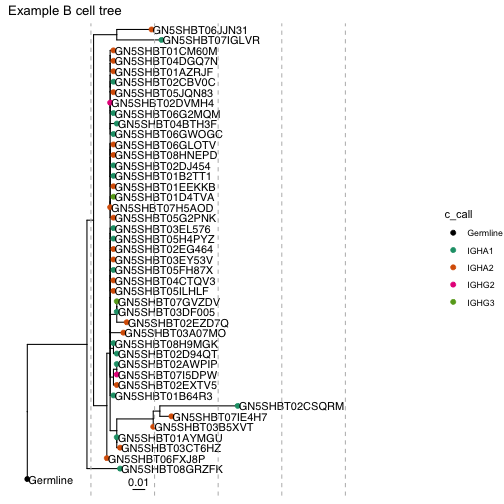 Example B cell tree
GN5SHBT06JJN31
GN5SHBT07IGLVR
GN5SHBT01CM60M
GN5SHBT04DGQ7N
GN5SHBT01AZRJF
GN5SHBT02CBV0C
GN5SHBT05JQN83
GN5SHBT02DVMH4
GN5SHBT06G2MQM
GN5SHBT04BTH3F
GN5SHBT06GWOGC
GN5SHBT06GLOTV
GN5SHBT08HNEPD
GN5SHBT02DJ454
GN5SHBT01B2TT1
GN5SHBT01EEKKB
GN5SHBT01D4TVA
GN5SHBT07H5AOD
GN5SHBT05G2PNK
GN5SHBT03EL576
GN5SHBT05H4PYZ
GN5SHBT02EG464
GN5SHBT03EY53V
GN5SHBT05FH87X
GN5SHBT04CTQV3
GN5SHBT05ILHLF
GN5SHBT07GVZDV
GN5SHBT03DF005
GN5SHBT02EZD7Q
GN5SHBT03A07MO
GN5SHBT08H9MGK
GN5SHBT02D94QT
GN5SHBT02AWPIP
GN5SHBT07I5DPW
GN5SHBT02EXTV5
GN5SHBT01B64R3
GN5SHBT02CSQRM
GN5SHBT07IE4H7
GN5SHBT03B5XVT
GN5SHBT01AYMGU
GN5SHBT03CT6HZ
GN5SHBT06FXJ8P
GN5SHBT08GRZFK
Germline
0.01
c_call
Germline
IGHA1
IGHA2
IGHG2
IGHG3